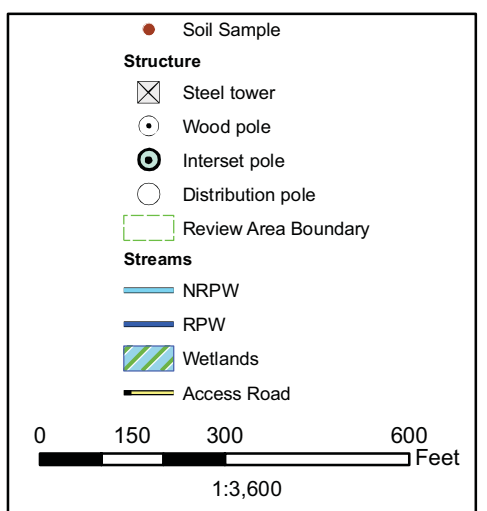 Soil Sample
Structure
Steel tower
Wood pole
Interset pole
Distribution pole
Review Area Boundary
Streams
NRPW
RPW
Wetlands
Access Road
0 150 300 600
Feet
1:3,600